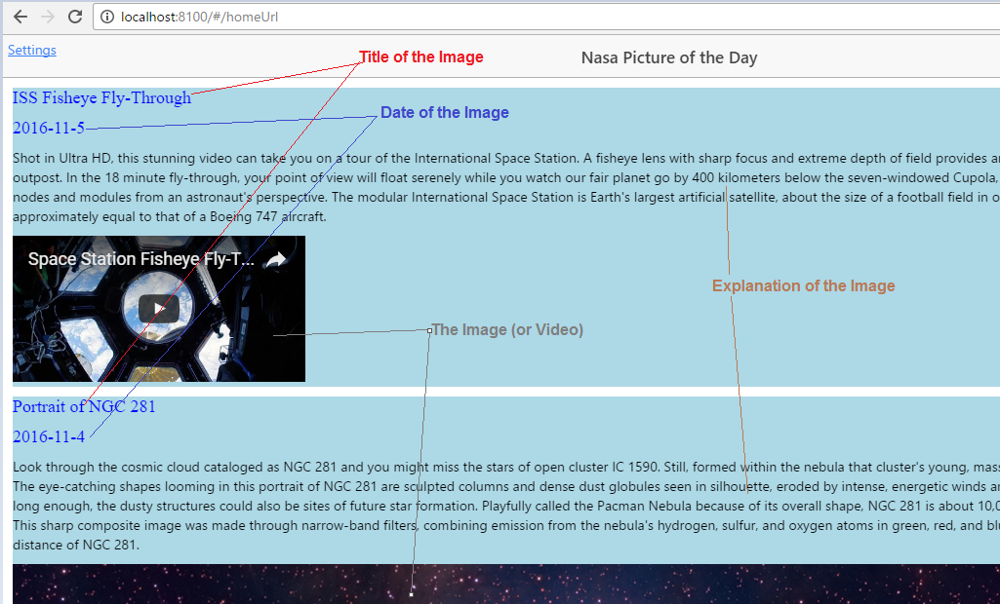 localhost:8100/#/homeUrl
Settings
Title of the Image
Nasa Picture of the Day
ISS Fisheye Fly-Through
Date of the Image
2016-11-5
Shot in Ultra HD, this stunning video can take you on a tour of the International Space Station. A fisheye lens with sharp focus and extreme depth of field provides
outpost. In the 18 minute fly-through, your point of view will float serenely while you watch our fair planet go by 400 kilometers below the seven-windowed Cupola,
nodes and modules from an astronaut's perspective. The modular International Space Station is Earth's largest artificial satellite, about the size of a football field in
approximately equal to that of a Boeing 747 aircraft.
Space Station Fisheye Fly-T...
Explanation of the Image
The Image (or Video)
Portrait of NGC 281
2016-11-4
Look through the cosmic cloud cataloged as NGC 281 and you might miss the stars of open cluster IC 1590. Still, formed within the nebula that cluster's young,
The eye-catching shapes looming in this portrait of NGC 281 are sculpted columns and dense dust globules seen in silhouette, eroded by intense, energetic winds
long enough, the dusty structures could also be sites of future star formation. Playfully called the Pacman Nebula because of its overall shape, NGC 281 is about
This sharp composite image was made through narrow-band filters, combining emission from the nebula's hydrogen, sulfur, and oxygen atoms in green, red, and
distance of NGC 281.